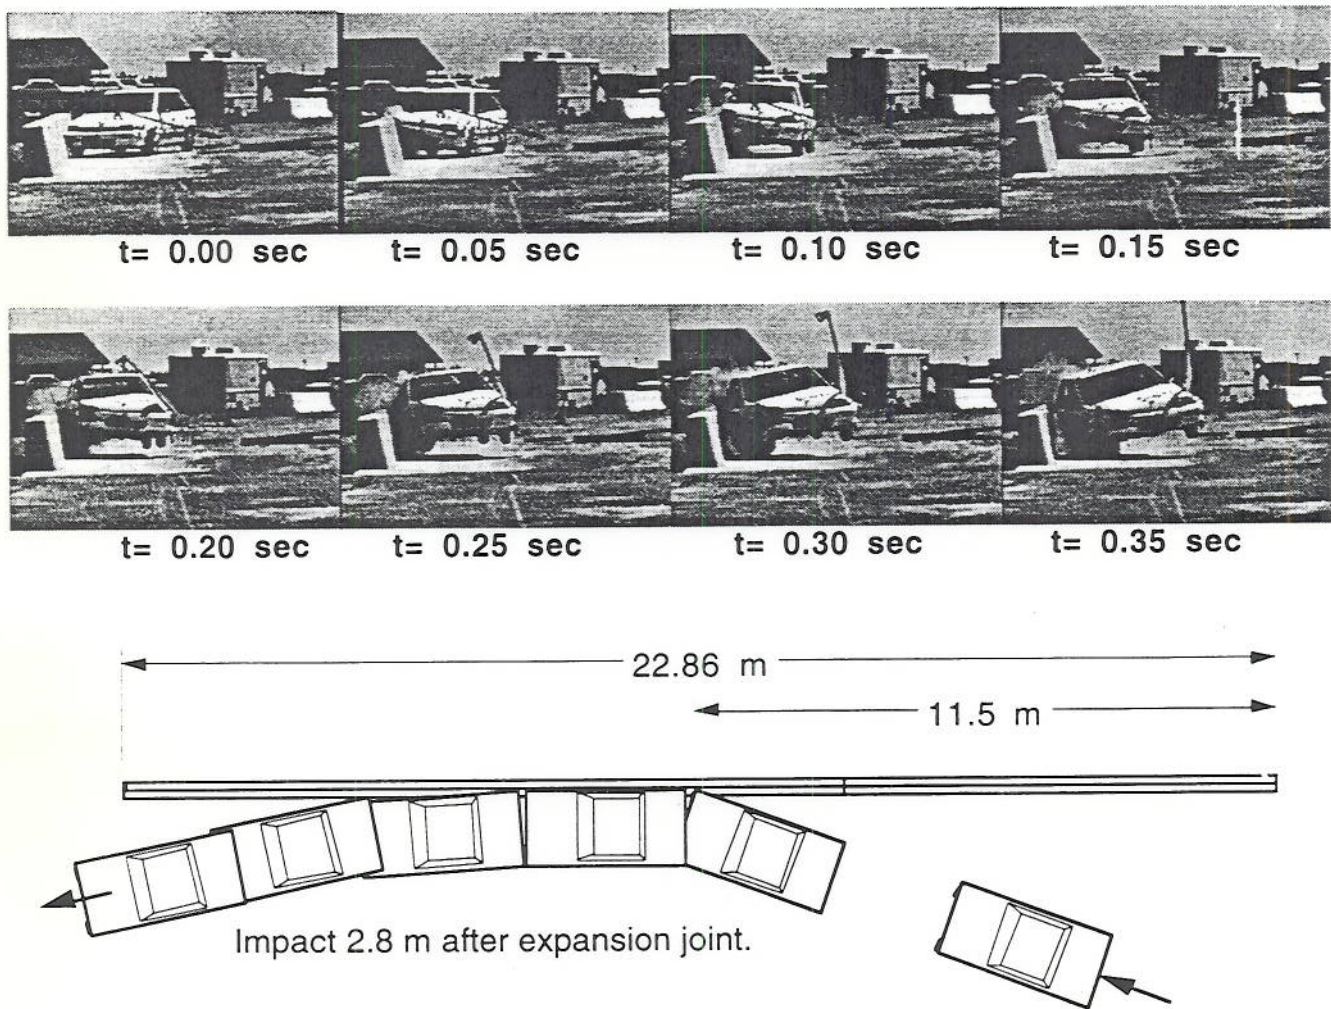 t= 0.00 sec
t= 0.05 sec
t= 0.10 sec
t= 0.15 sec
t= 0.20 sec
t= 0.25 sec
t= 0.30 sec
t= 0.35 sec
22.86 m
11.5 m
Impact 2.8 m after expansion joint.